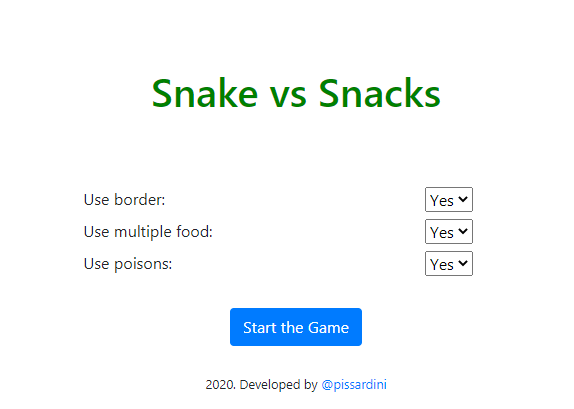 Snake vs Snacks
Use border: Yes
Use multiple food: Yes
Use poisons: Yes
Start the Game
2020. Developed by @pissardini